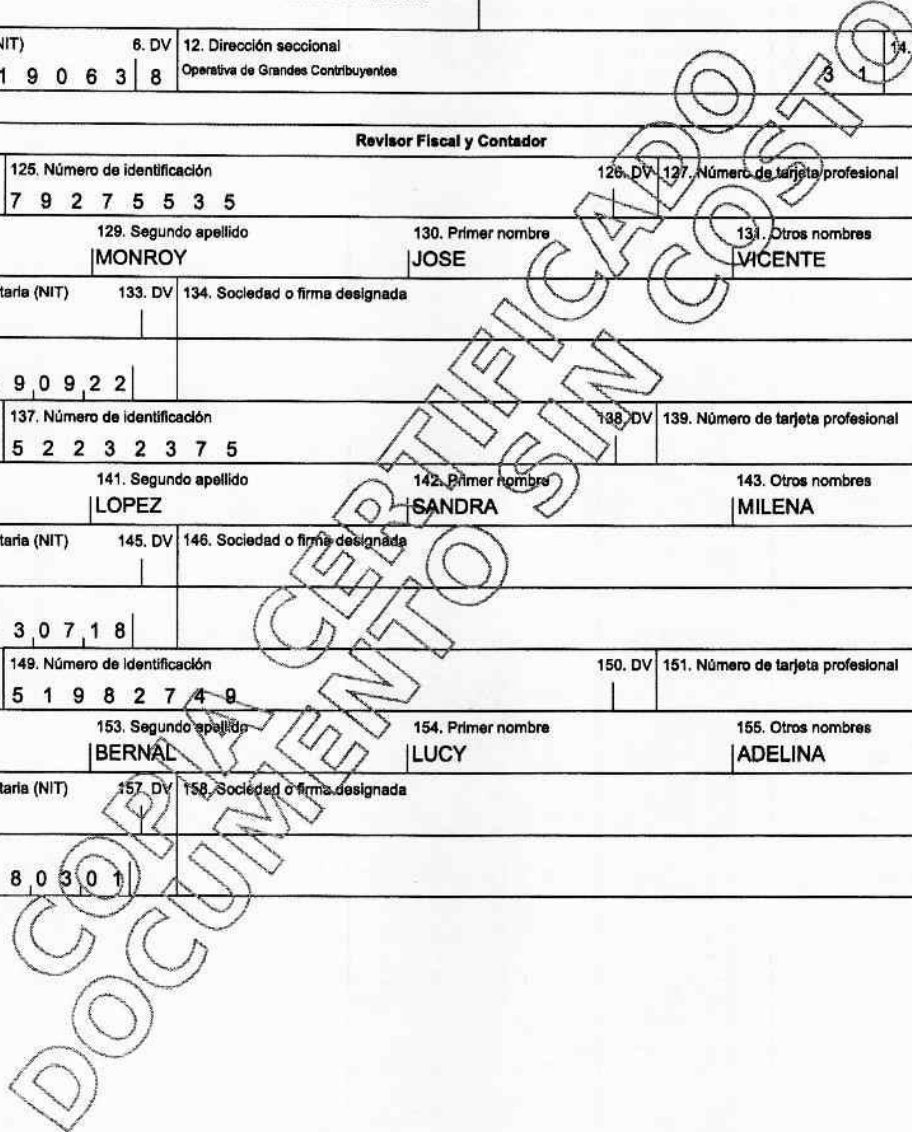 NIT) 6. DV 12. Dirección seccional 14.
1 9 0 6 3 8 Operativa de Grandes Contribuyentes 3 1
Revisor Fiscal y Contador
125. Número de identificación 126. DV 127. Número de tarjeta profesional
7 9 2 7 5 5 3 5
129. Segundo apellido 130. Primer nombre 131. Otros nombres
MONROY JOSE VICENTE
taria (NIT) 133. DV 134. Sociedad o firma designada
9 0 9 2 2
137. Número de identificación 138. DV 139. Número de tarjeta profesional
5 2 2 3 2 3 7 5
141. Segundo apellido 142. Primer nombre 143. Otros nombres
LOPEZ SANDRA MILENA
taria (NIT) 145. DV 146. Sociedad o firma designada
3 0 7 1 8
149. Número de identificación 150. DV 151. Número de tarjeta profesional
5 1 9 8 2 7 4 9
153. Segundo apellido 154. Primer nombre 155. Otros nombres
BERNAL LUCY ADELINA
taria (NIT) 157. DV 158. Sociedad o firma designada
8 0 3 0 1
COPIA CERTIFICADO
DOCUMENTO SIN COSTO